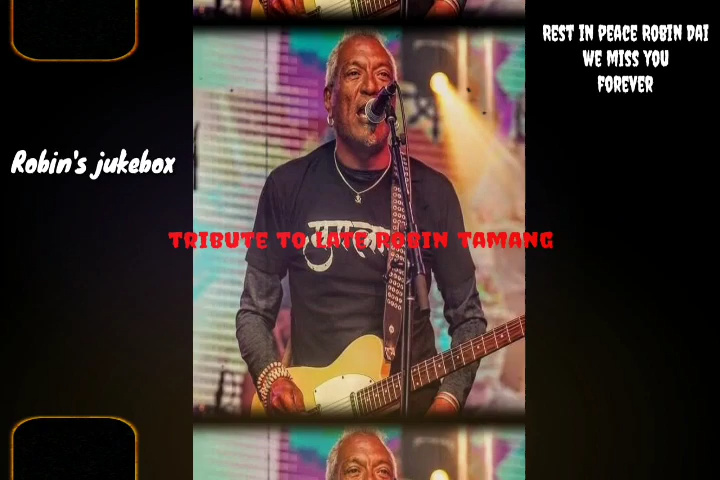 REST IN PEACE ROBIN DAI
WE MISS YOU
FOREVER
Robin's jukebox
TRIBUTE TO LATE ROBIN TAMANG